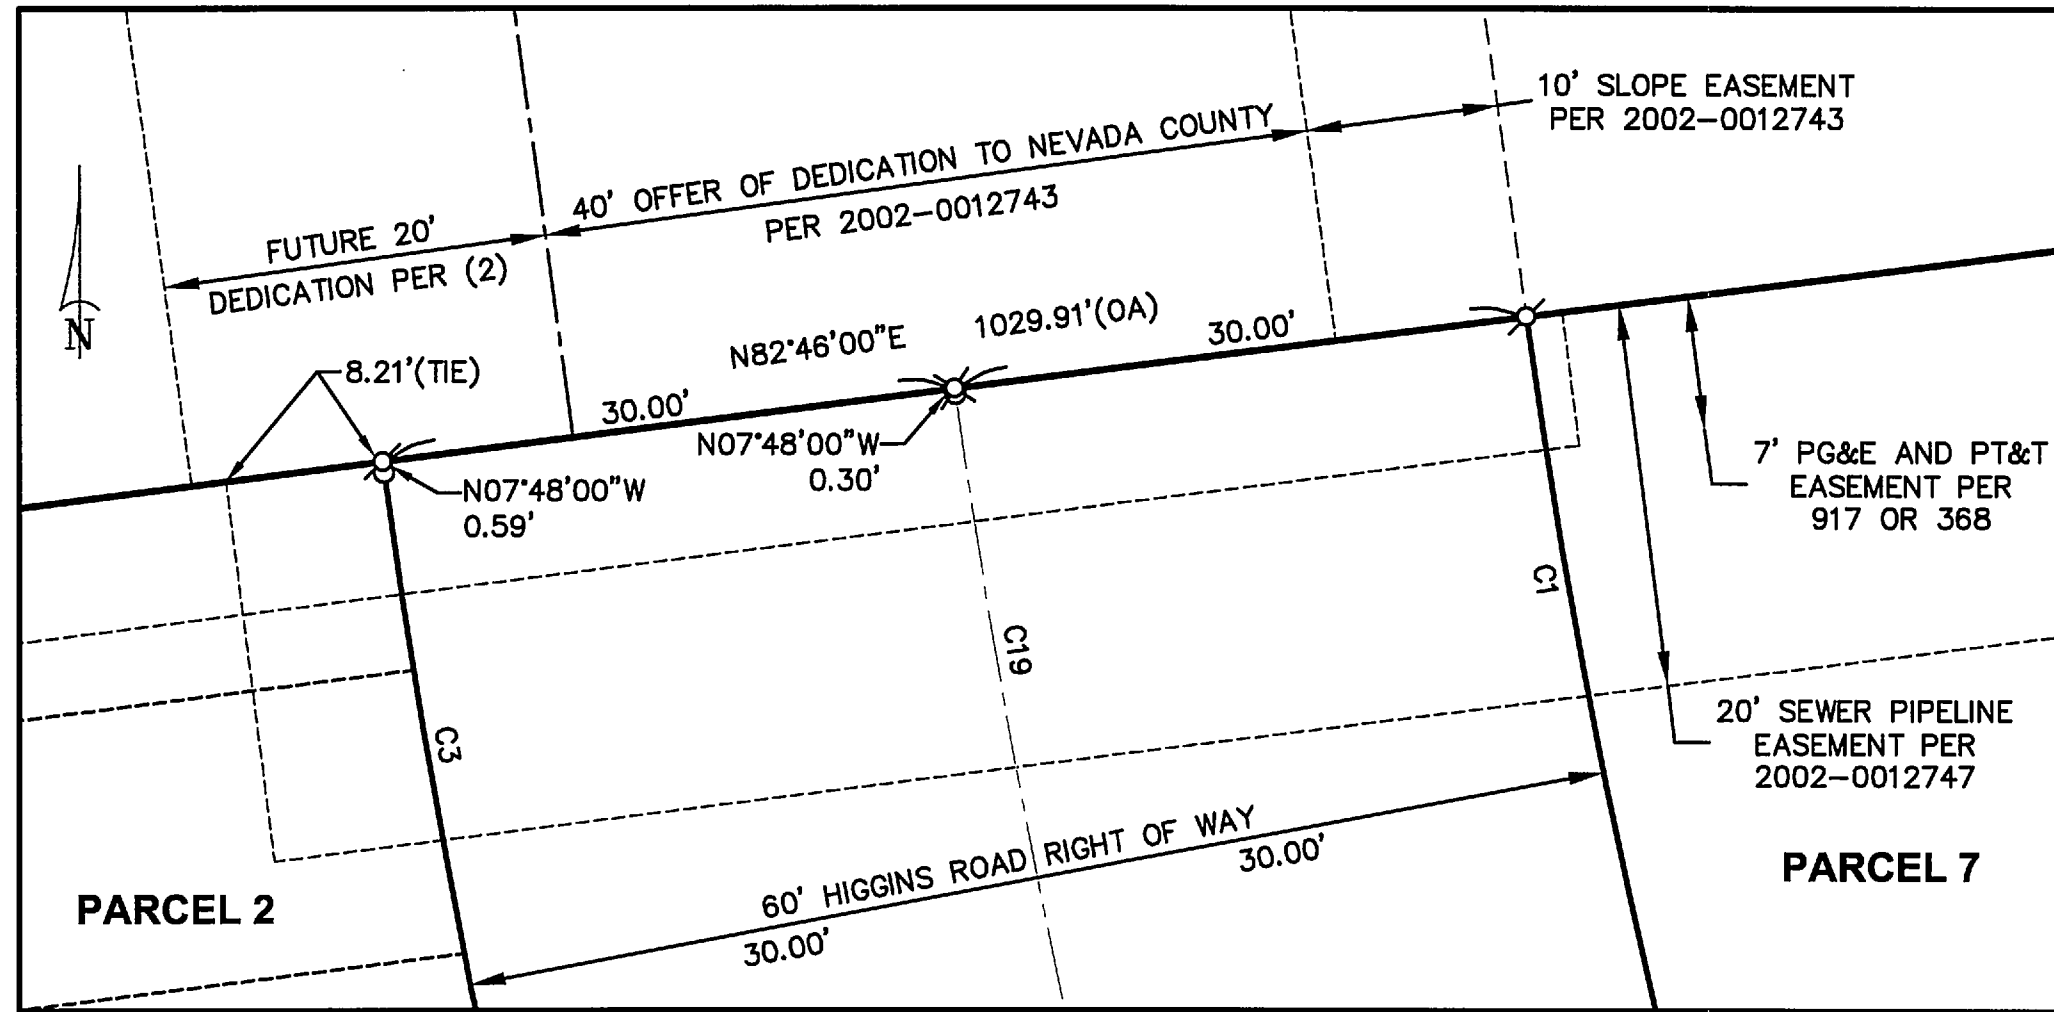 10' SLOPE EASEMENT
PER 2002-0012743
40' OFFER OF DEDICATION TO NEVADA COUNTY
PER 2002-0012743
FUTURE 20'
DEDICATION PER (2)
N
8.21'(TIE)
N82°46'00"E
1029.91'(OA)
30.00'
30.00'
N07°48'00"W
0.30'
N07°48'00"W
0.59'
7' PG&E AND PT&T
EASEMENT PER
917 OR 368
C1
C19
C3
20' SEWER PIPELINE
EASEMENT PER
2002-0012747
60' HIGGINS ROAD RIGHT OF WAY
30.00'
30.00'
PARCEL 2
PARCEL 7